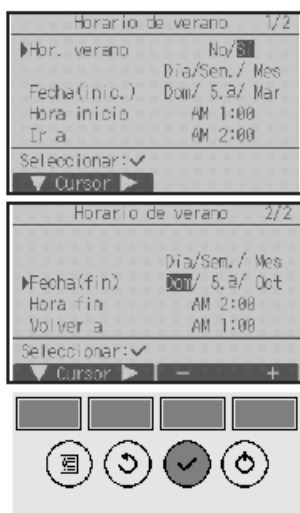 Horario de verano 1/2
▶Hor. verano No/Sí
Día/Sem./ Mes
Fecha(inic.) Dom/ 5.a/ Mar
Hora inicio AM 1:00
Ir a AM 2:00
Seleccionar:✓
▼ Cursor ▶
Horario de verano 2/2
Día/Sem./ Mes
▶Fecha(fin) Dom/ 5.a/ Oct
Hora fin AM 2:00
Volver a AM 1:00
Seleccionar:✓
▼ Cursor ▶ − +